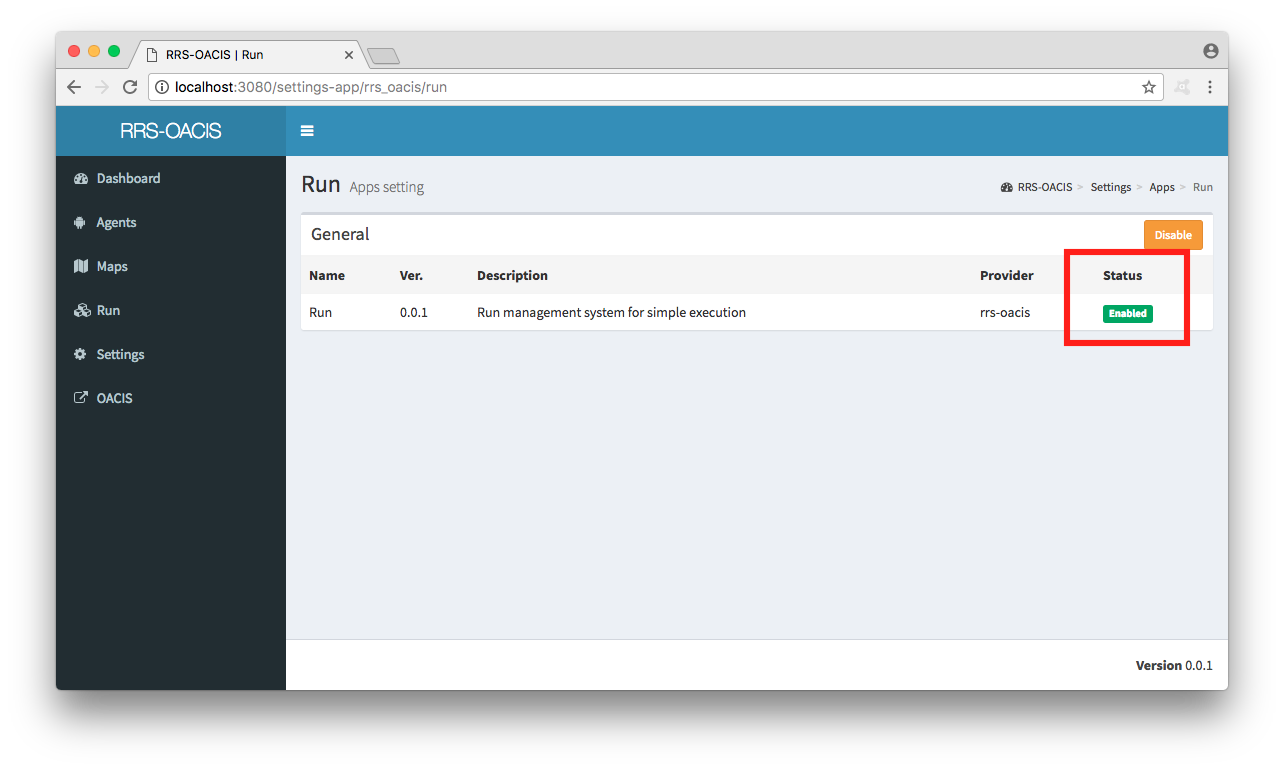 RRS-OACIS | Run
localhost:3080/settings-app/rrs_oacis/run
RRS-OACIS
Dashboard
Agents
Maps
Run
Settings
OACIS
Run Apps setting
RRS-OACIS > Settings > Apps > Run
General
Disable
Name Ver. Description Provider Status
Run 0.0.1 Run management system for simple execution rrs-oacis Enabled
Version 0.0.1